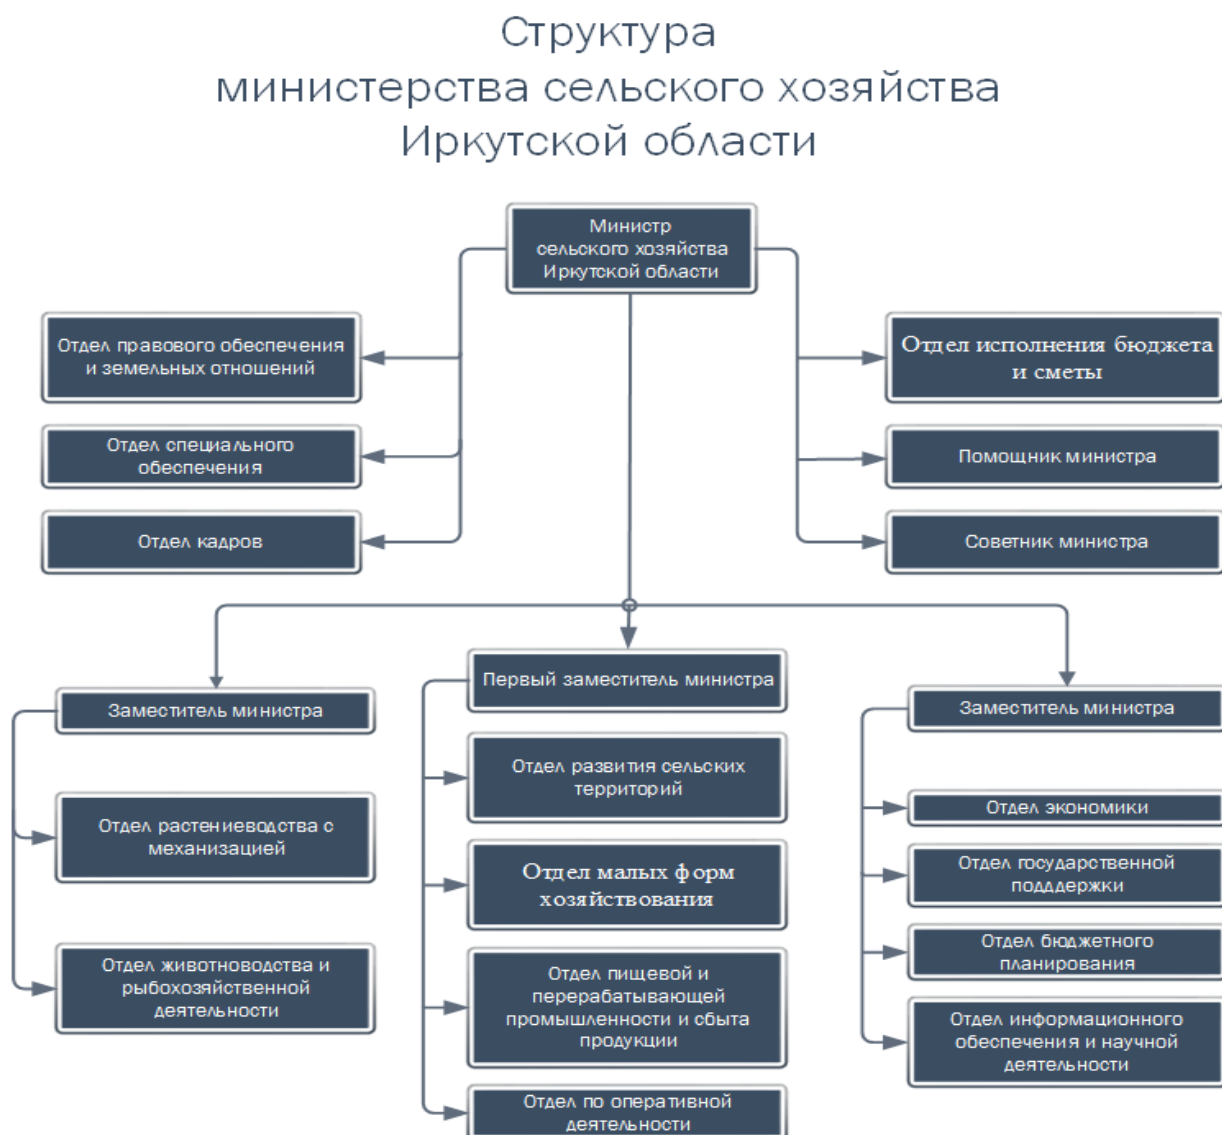 Структура
министерства сельского хозяйства
Иркутской области
Министр
сельского хозяйства
Иркутской области
Отдел правового обеспечения
и земельных отношений
Отдел специального
обеспечения
Отдел кадров
Отдел исполнения бюджета
и сметы
Помощник министра
Советник министра
Заместитель министра
Отдел растениеводства с
механизацией
Отдел животноводства и
рыбохозяйственной
деятельности
Первый заместитель министра
Отдел развития сельских
территорий
Отдел малых форм
хозяйствования
Отдел пищевой и
перерабатывающей
промышленности и сбыта
продукции
Отдел по оперативной
деятельности
Заместитель министра
Отдел экономики
Отдел государственной
подддержки
Отдел бюджетного
планирования
Отдел информационного
обеспечения и научной
деятельности